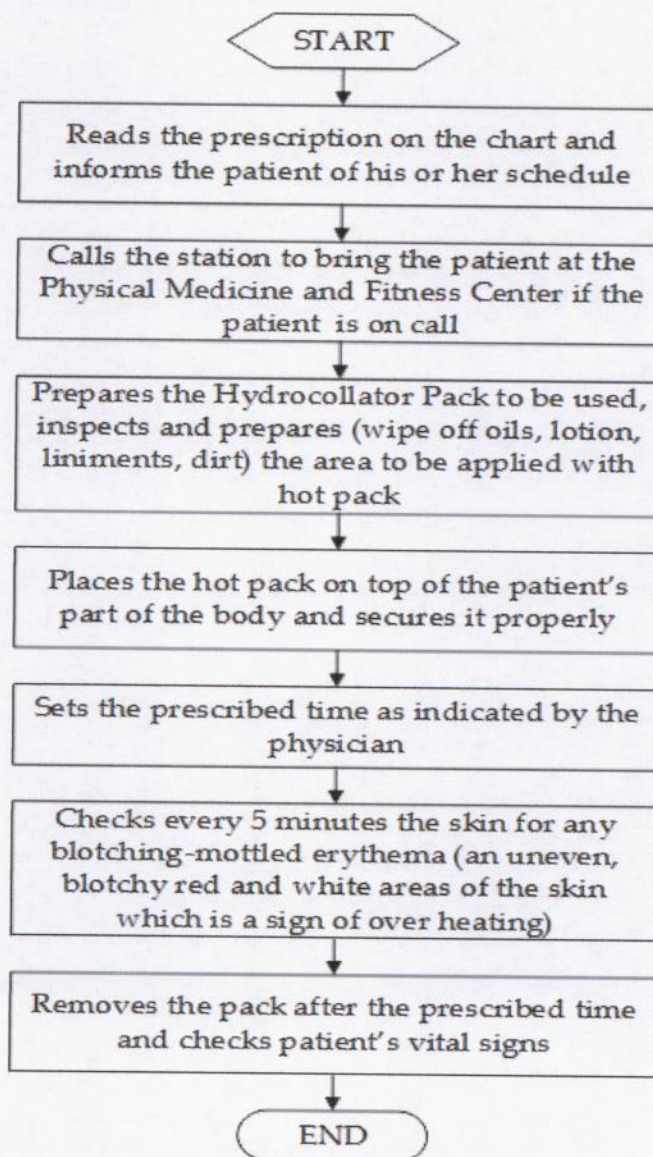 START
Reads the prescription on the chart and
informs the patient of his or her schedule
Calls the station to bring the patient at the
Physical Medicine and Fitness Center if the
patient is on call
Prepares the Hydrocollator Pack to be used,
inspects and prepares (wipe off oils, lotion,
liniments, dirt) the area to be applied with
hot pack
Places the hot pack on top of the patient's
part of the body and secures it properly
Sets the prescribed time as indicated by the
physician
Checks every 5 minutes the skin for any
blotching-mottled erythema (an uneven,
blotchy red and white areas of the skin
which is a sign of over heating)
Removes the pack after the prescribed time
and checks patient's vital signs
END